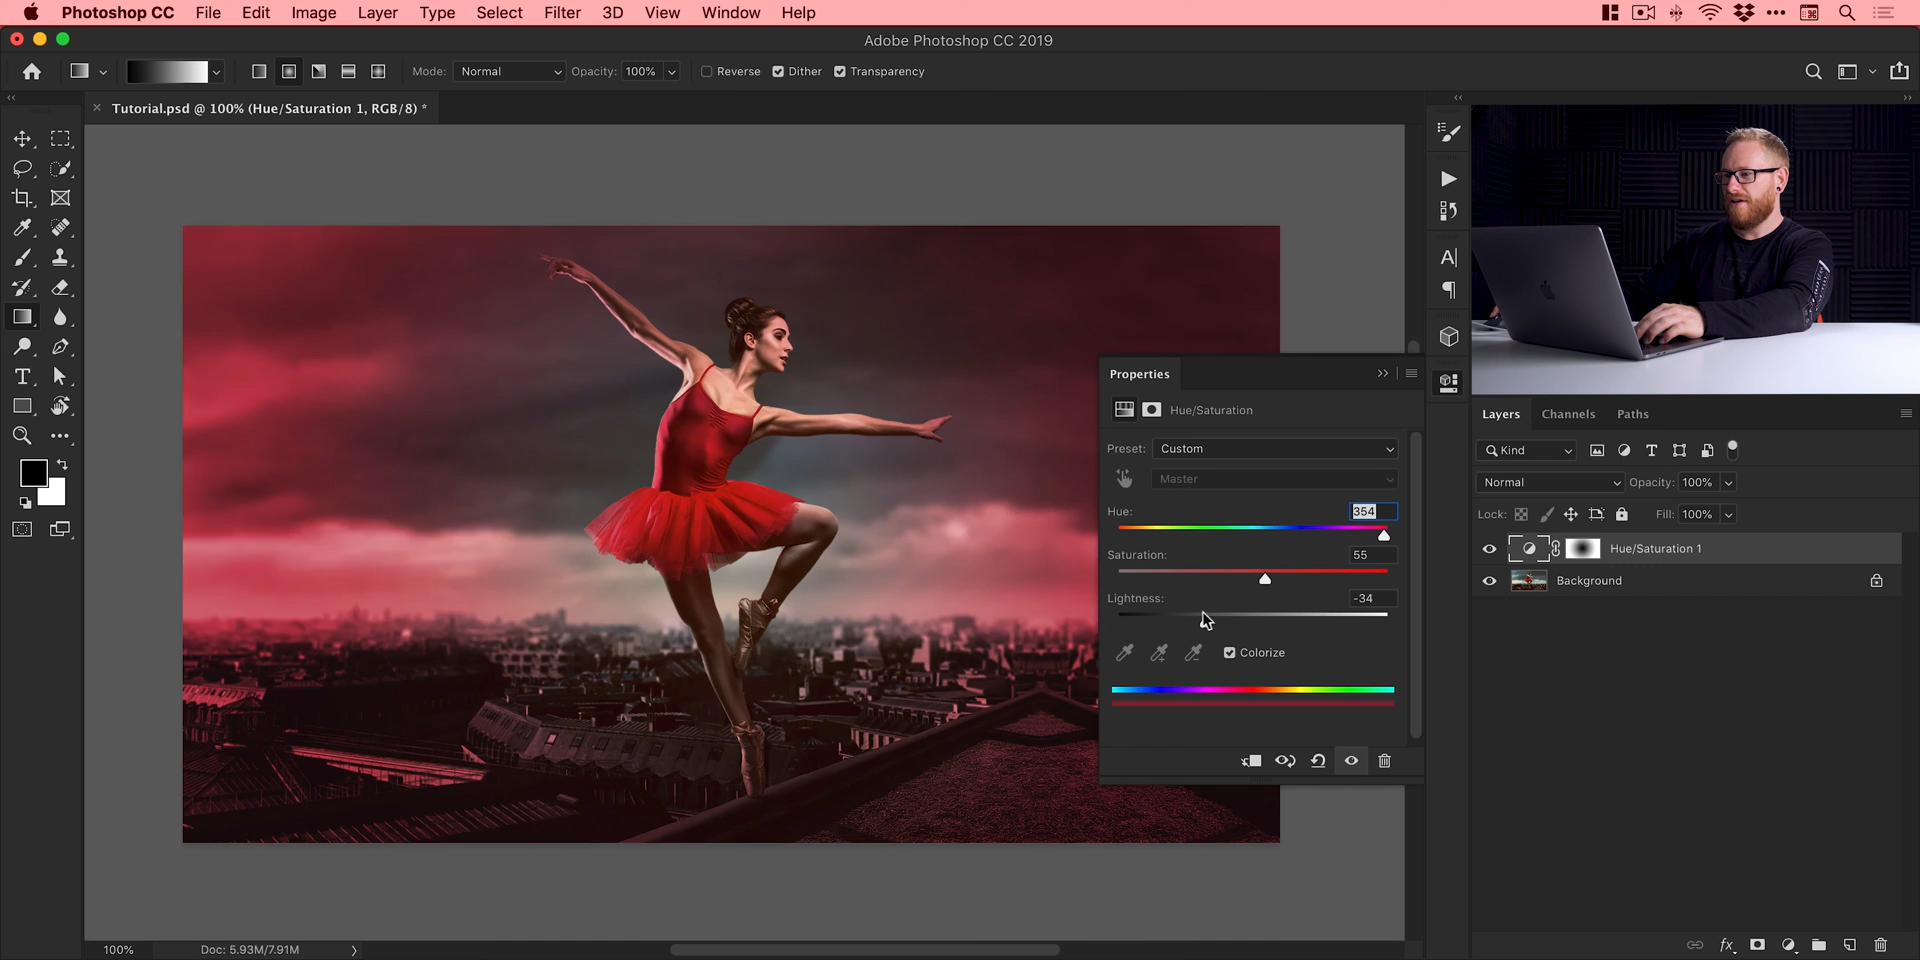 Photoshop CC File Edit Image Layer Type Select Filter 3D View Window Help
Adobe Photoshop CC 2019
Mode: Normal Opacity: 100% Reverse Dither Transparency
Tutorial.psd @ 100% (Hue/Saturation 1, RGB/8) *
Properties
Hue/Saturation
Preset: Custom
Master
Hue: 354
Saturation: 55
Lightness: -34
Colorize
Layers Channels Paths
Kind
Normal Opacity: 100%
Lock: Fill: 100%
Hue/Saturation 1
Background
100% Doc: 5.93M/7.91M